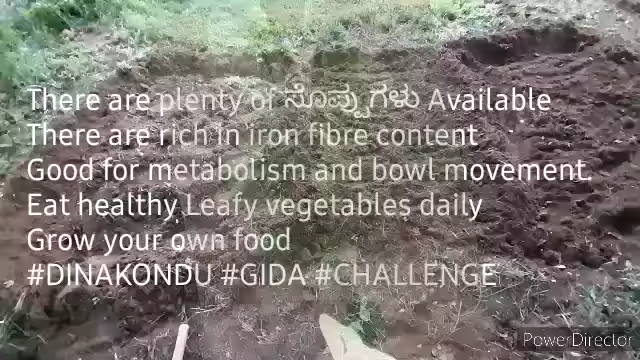 There are plenty of ಸೊಪ್ಪುಗಳು Available
There are rich in iron fibre content
Good for metabolism and bowl movement.
Eat healthy Leafy vegetables daily
Grow your own food
#DINAKONDU #GIDA #CHALLENGE
PowerDirector